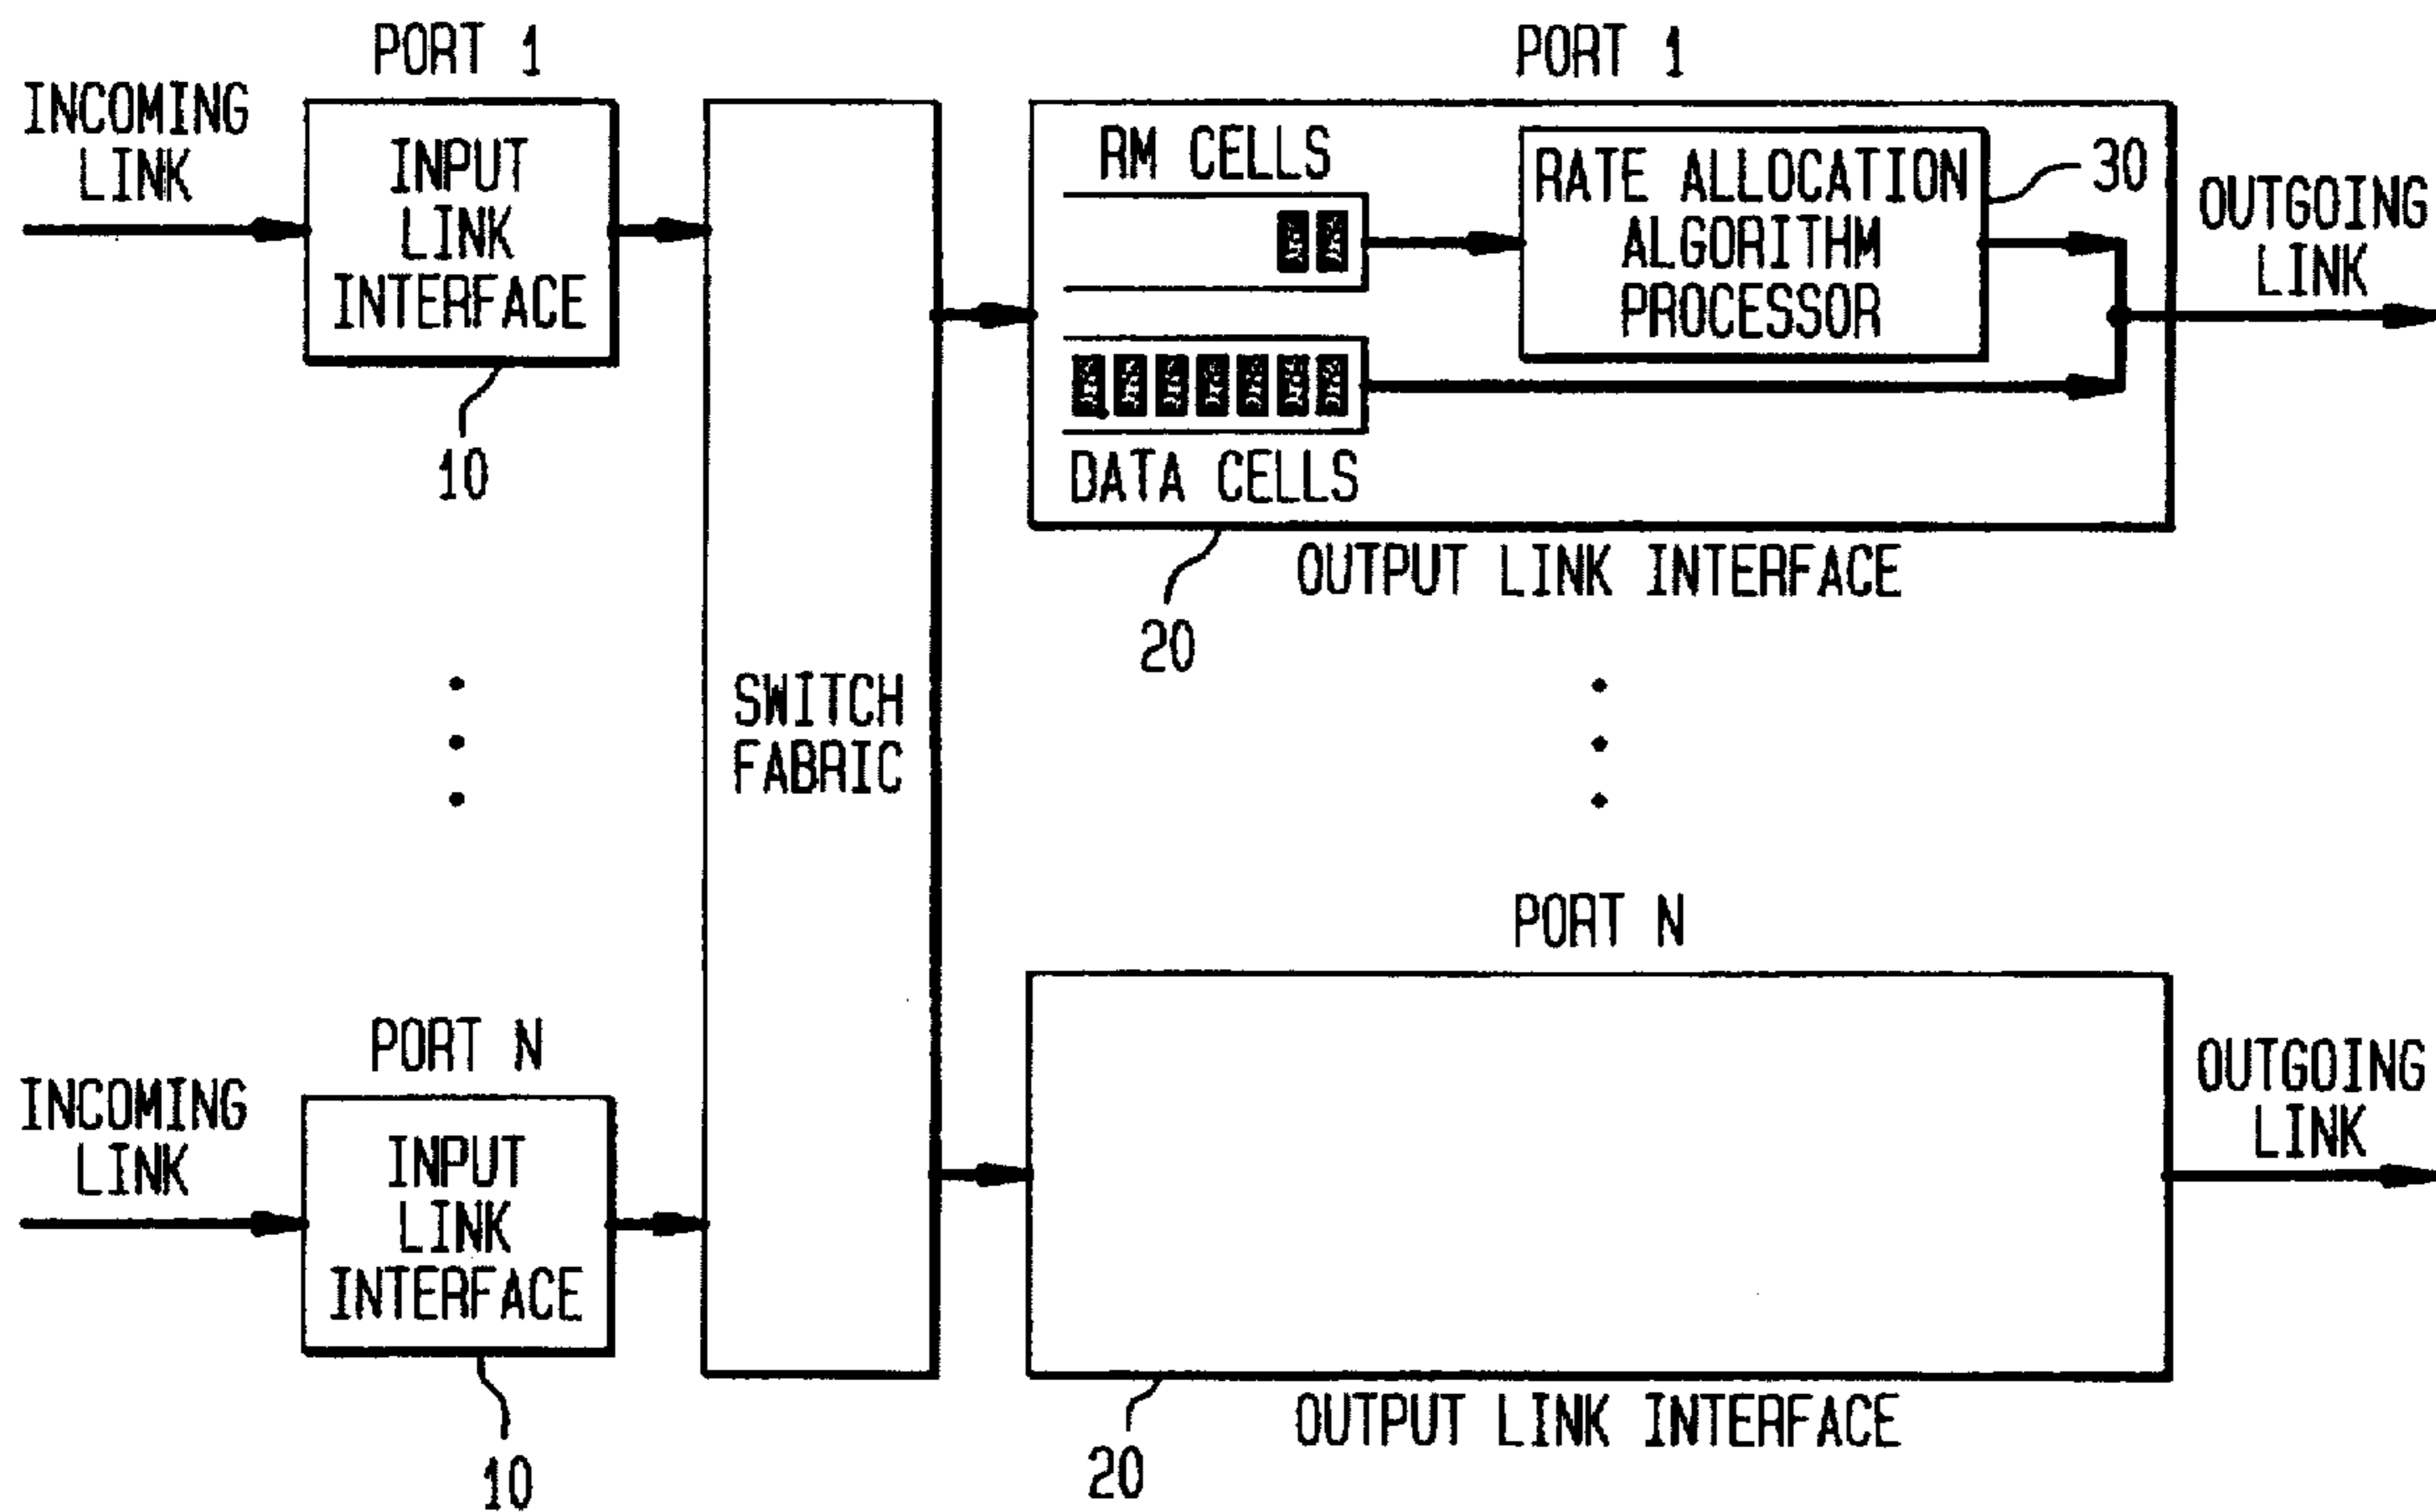 PORT 1
INCOMING
LINK
INPUT
LINK
INTERFACE
10
PORT 1
RM CELLS
RATE ALLOCATION
ALGORITHM
PROCESSOR
30
OUTGOING
LINK
DATA CELLS
OUTPUT LINK INTERFACE
20
SWITCH
FABRIC
PORT N
INCOMING
LINK
INPUT
LINK
INTERFACE
10
PORT N
OUTGOING
LINK
OUTPUT LINK INTERFACE
20